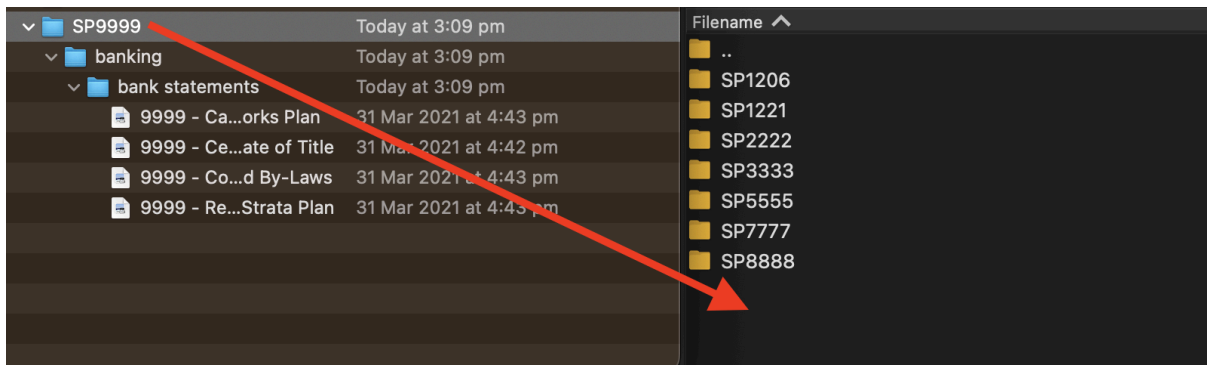 SP9999 Today at 3:09 pm
banking Today at 3:09 pm
bank statements Today at 3:09 pm
9999 - Ca...orks Plan 31 Mar 2021 at 4:43 pm
9999 - Ce...ate of Title 31 Mar 2021 at 4:42 pm
9999 - Co...d By-Laws 31 Mar 2021 at 4:43 pm
9999 - Re...Strata Plan 31 Mar 2021 at 4:43 pm
Filename
..
SP1206
SP1221
SP2222
SP3333
SP5555
SP7777
SP8888